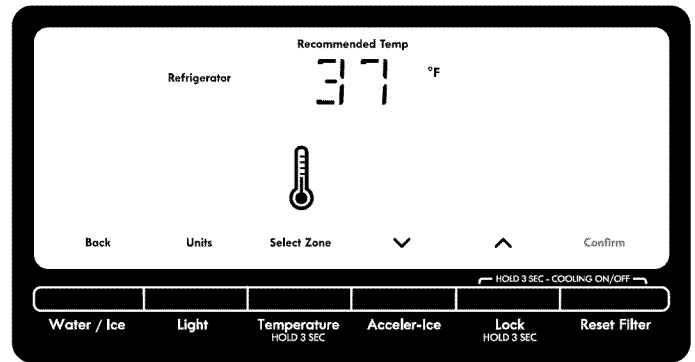 Recommended Temp
Refrigerator 37 °F
Back Units Select Zone Confirm
HOLD 3 SEC - COOLING ON/OFF
Water / Ice Light Temperature Acceler-Ice Lock Reset Filter
HOLD 3 SEC HOLD 3 SEC